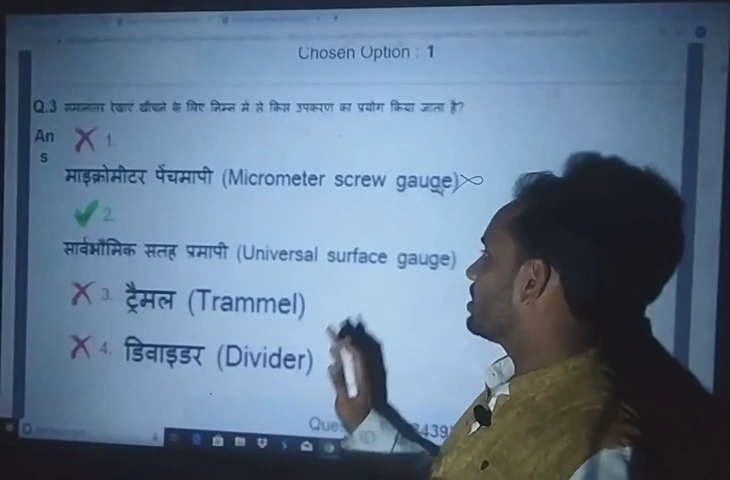 Chosen Option : 1
Q.3 समानांतर रेखाएं खींचने के लिए निम्न में से किस उपकरण का प्रयोग किया जाता है?
An
s
1.
माइक्रोमीटर पेंचमापी (Micrometer screw gauge)
2.
सार्वभौमिक सतह प्रमापी (Universal surface gauge)
3. ट्रैमल (Trammel)
4. डिवाइडर (Divider)